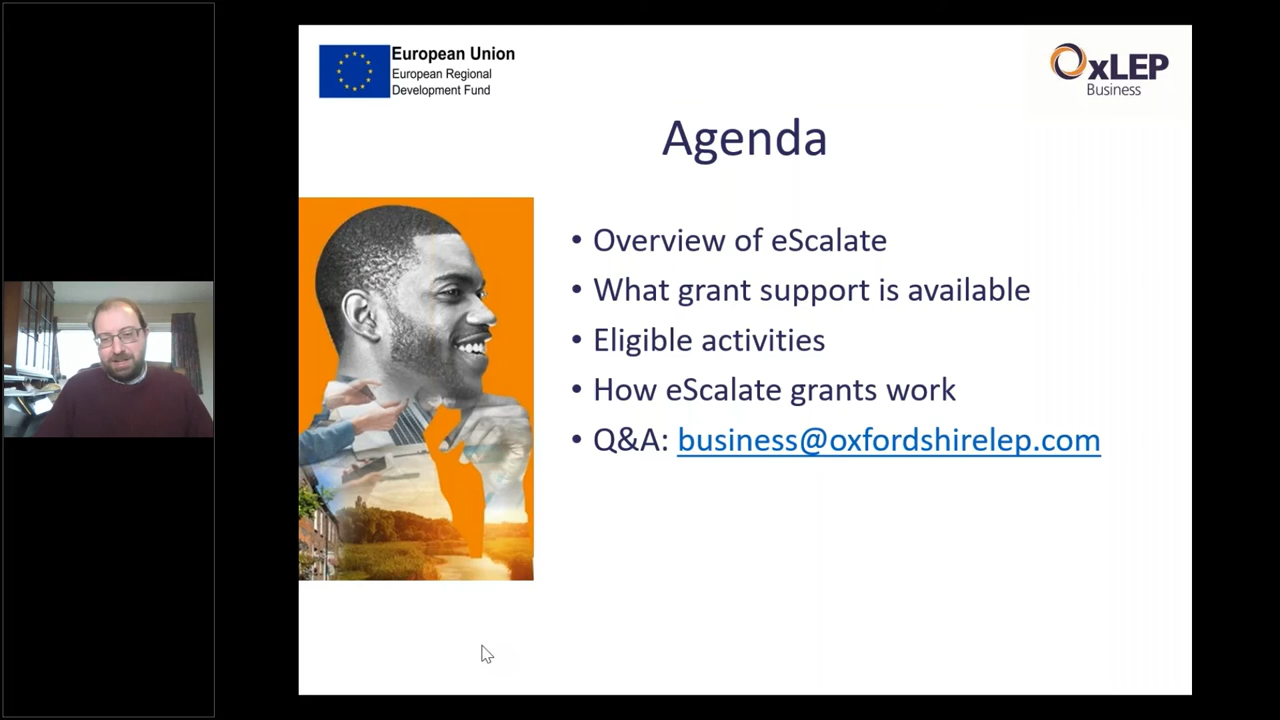 European Union
European Regional
Development Fund
OxLEP
Business
Agenda
• Overview of eScalate
• What grant support is available
• Eligible activities
• How eScalate grants work
• Q&A: business@oxfordshirelep.com